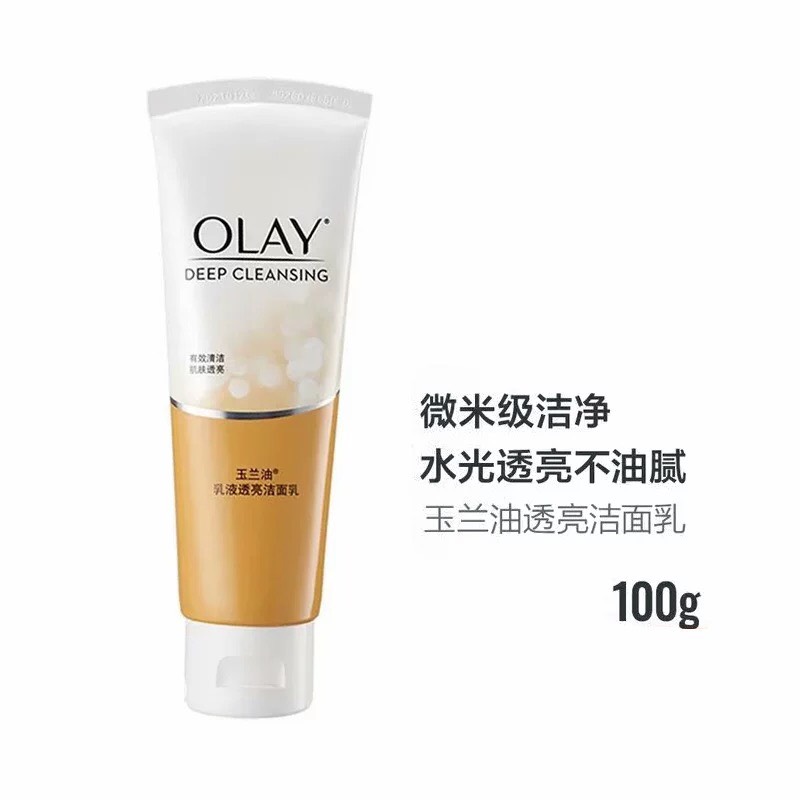 OLAY®
DEEP CLEANSING
有效清洁
肌肤透亮
玉兰油®
乳液透亮洁面乳
微米级洁净
水光透亮不油腻
玉兰油透亮洁面乳
100g